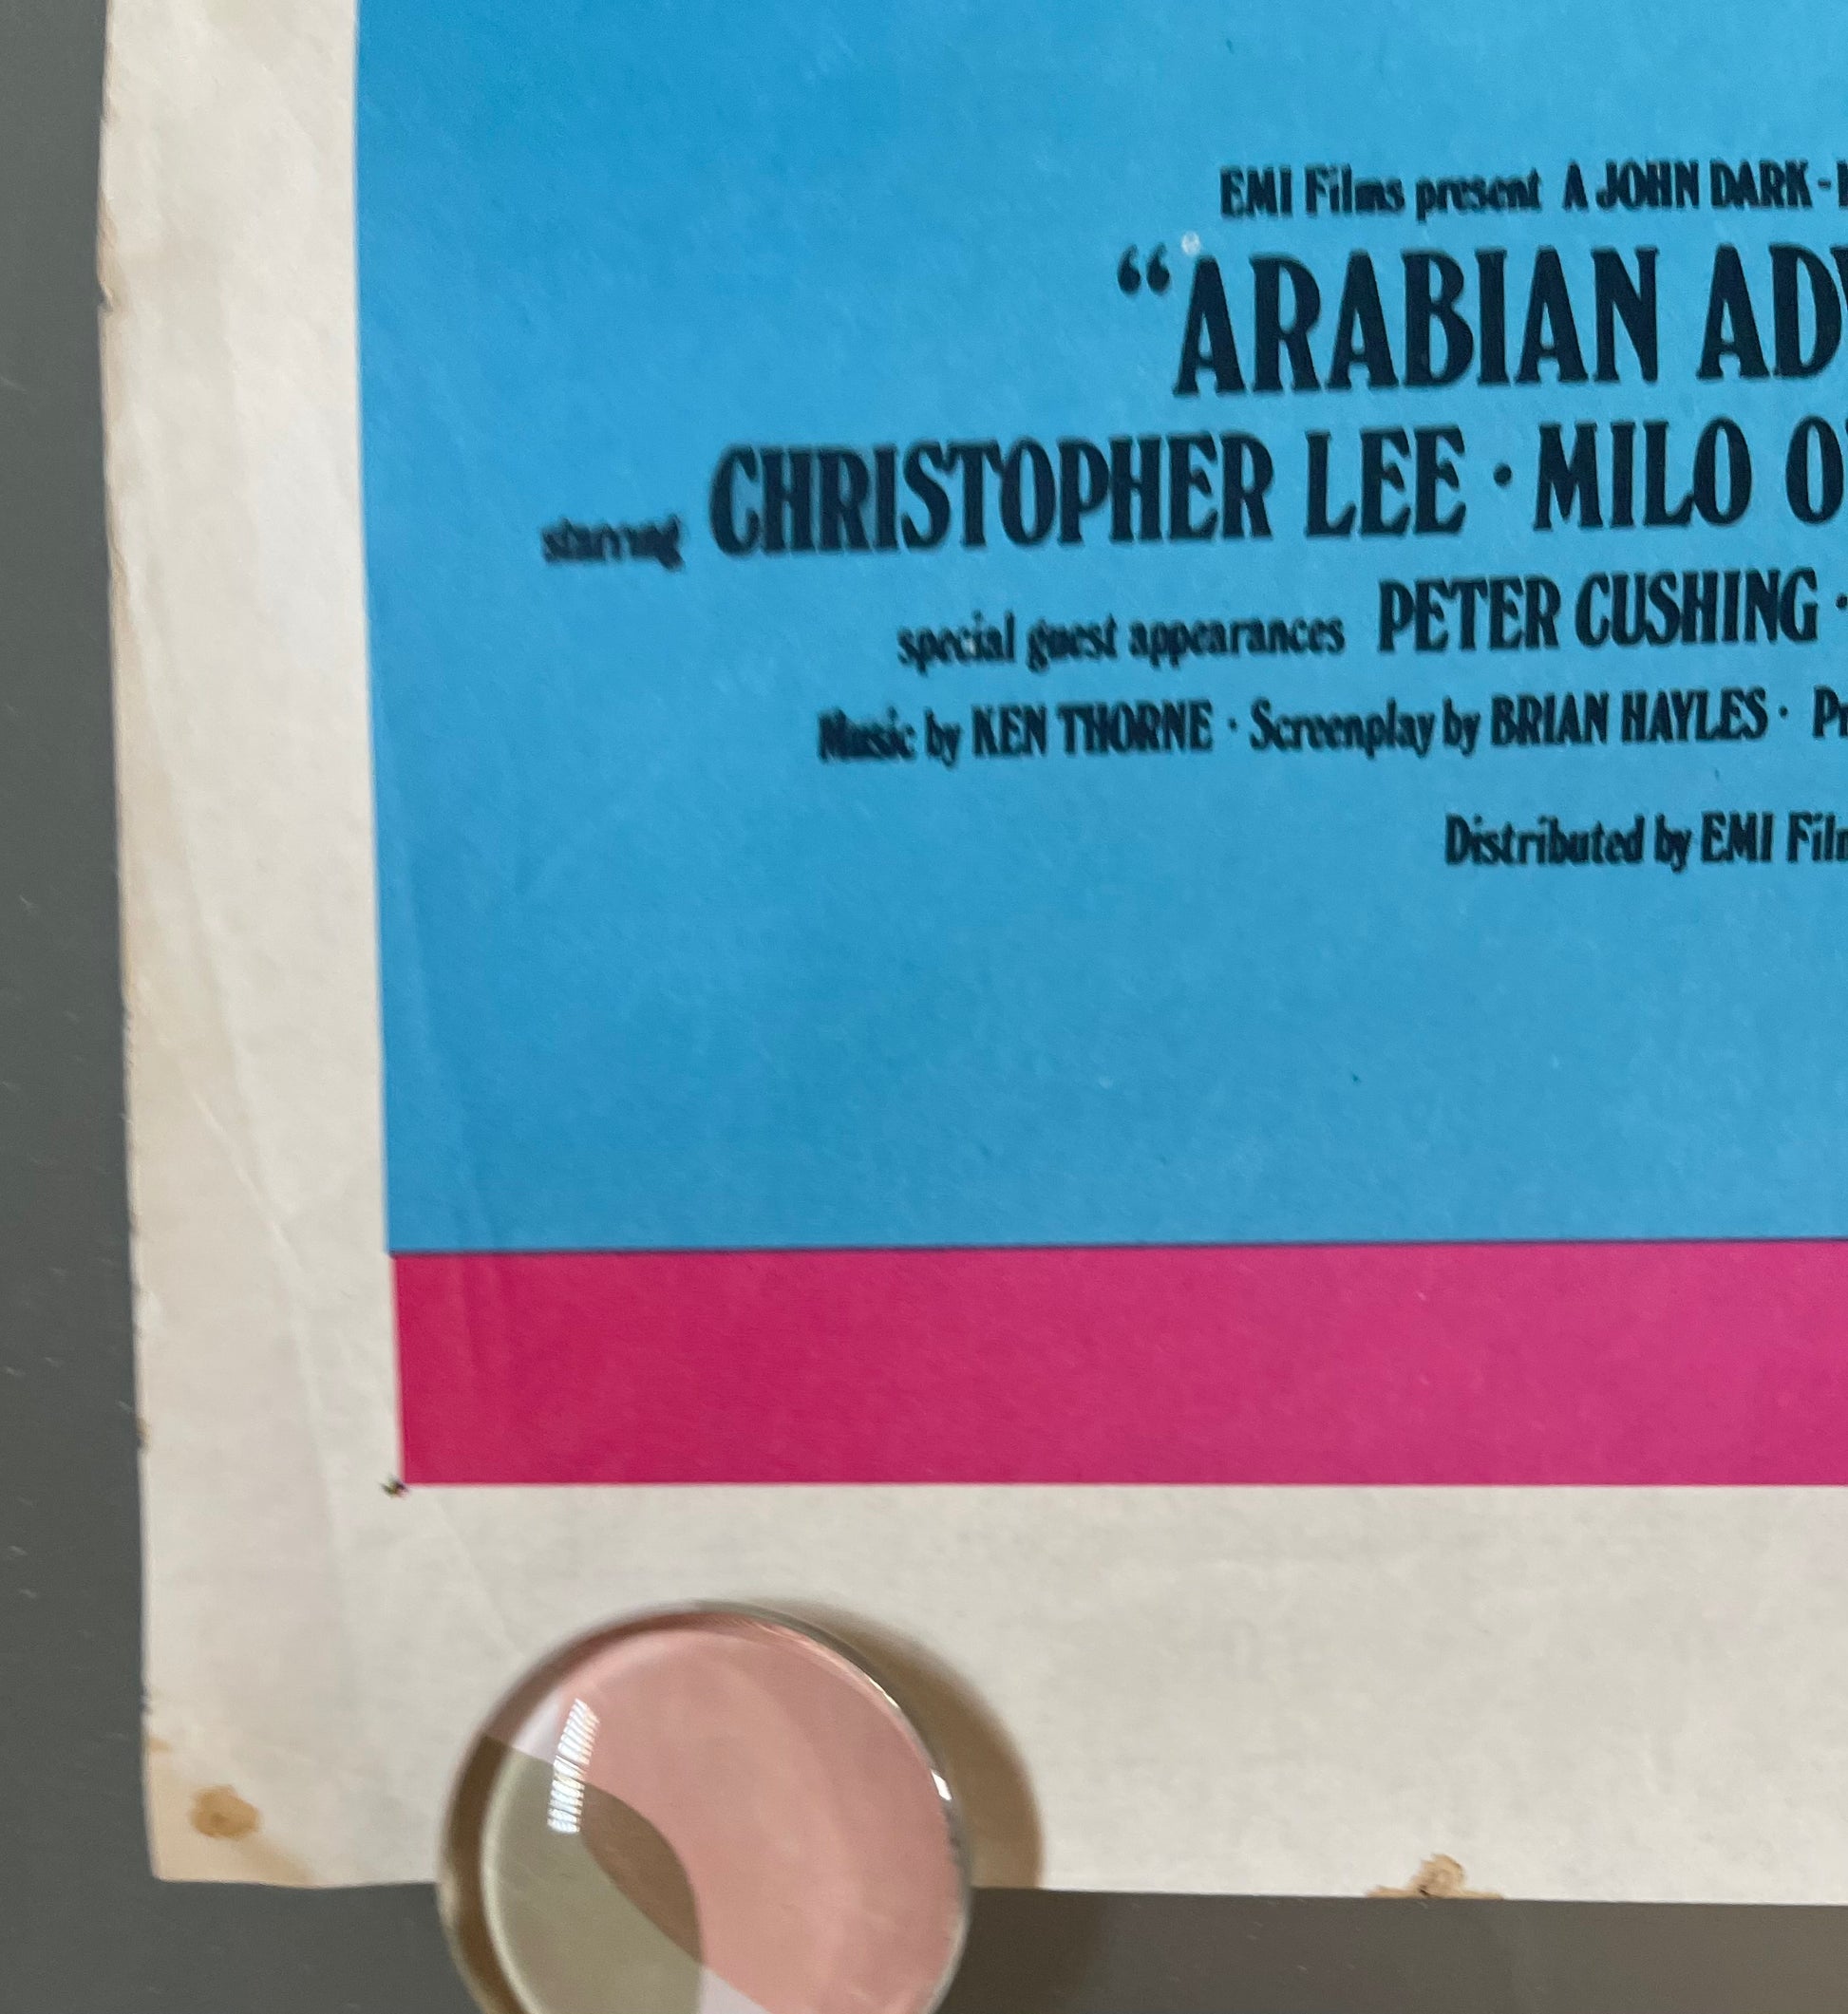 EMI Films present A JOHN DARK -
“ARABIAN AD
starring CHRISTOPHER LEE · MILO O'
special guest appearances PETER CUSHING ·
Music by KEN THORNE · Screenplay by BRIAN HAYLES ·
Distributed by EMI